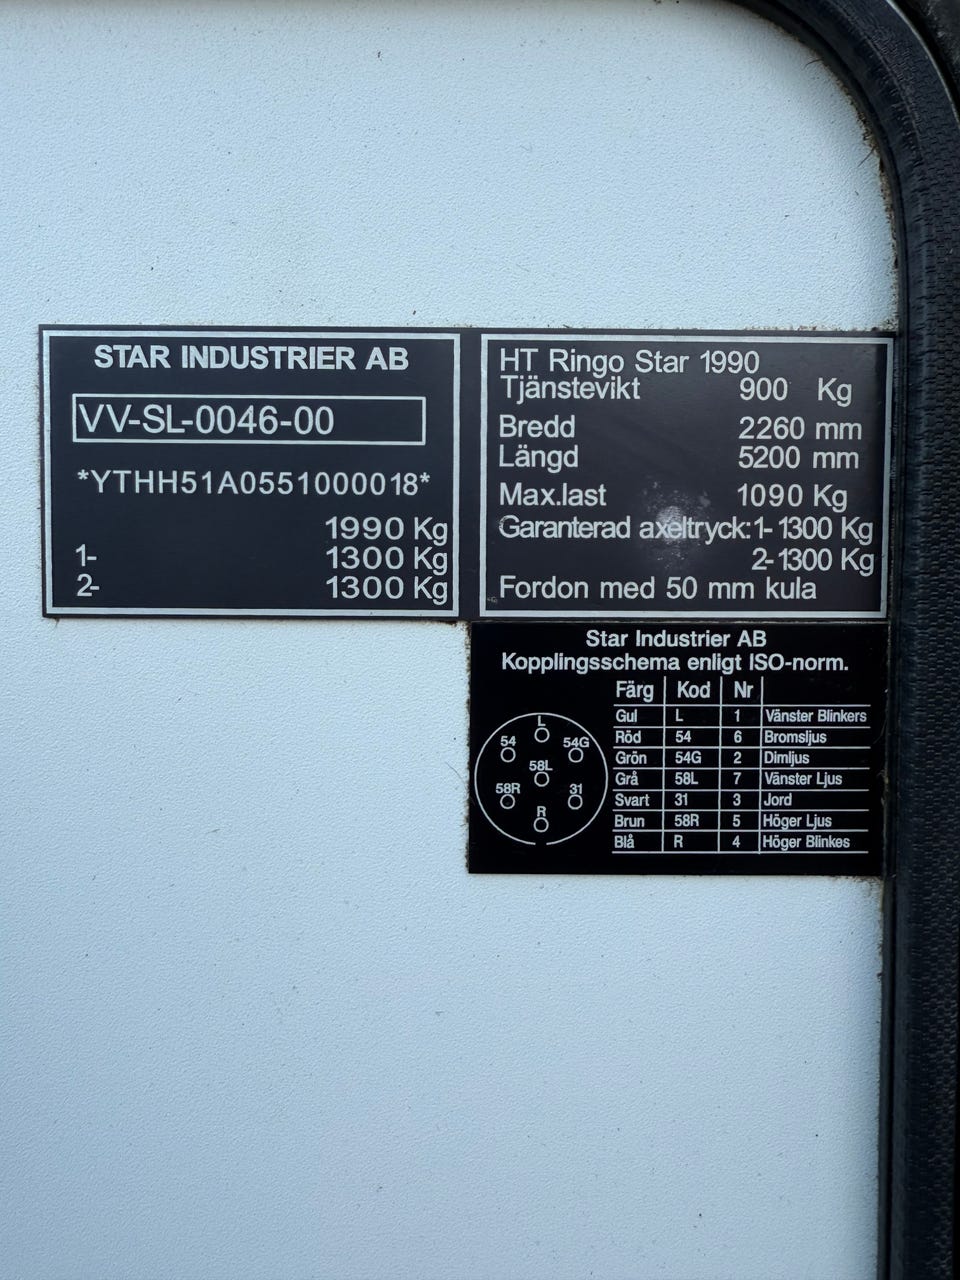 STAR INDUSTRIER AB
VV-SL-0046-00
*YTHH51A0551000018*
1990 Kg
1- 1300 Kg
2- 1300 Kg
HT Ringo Star 1990
Tjänstevikt 900 Kg
Bredd 2260 mm
Längd 5200 mm
Max.last 1090 Kg
Garanterad axeltryck: 1- 1300 Kg
2- 1300 Kg
Fordon med 50 mm kula
Star Industrier AB
Kopplingsschema enligt ISO-norm.
L
54 54G
58L
58R 31
R
Färg Kod Nr
Gul L 1 Vänster Blinkers
Röd 54 6 Bromsljus
Grön 54G 2 Dimljus
Grå 58L 7 Vänster Ljus
Svart 31 3 Jord
Brun 58R 5 Höger Ljus
Blå R 4 Höger Blinkes